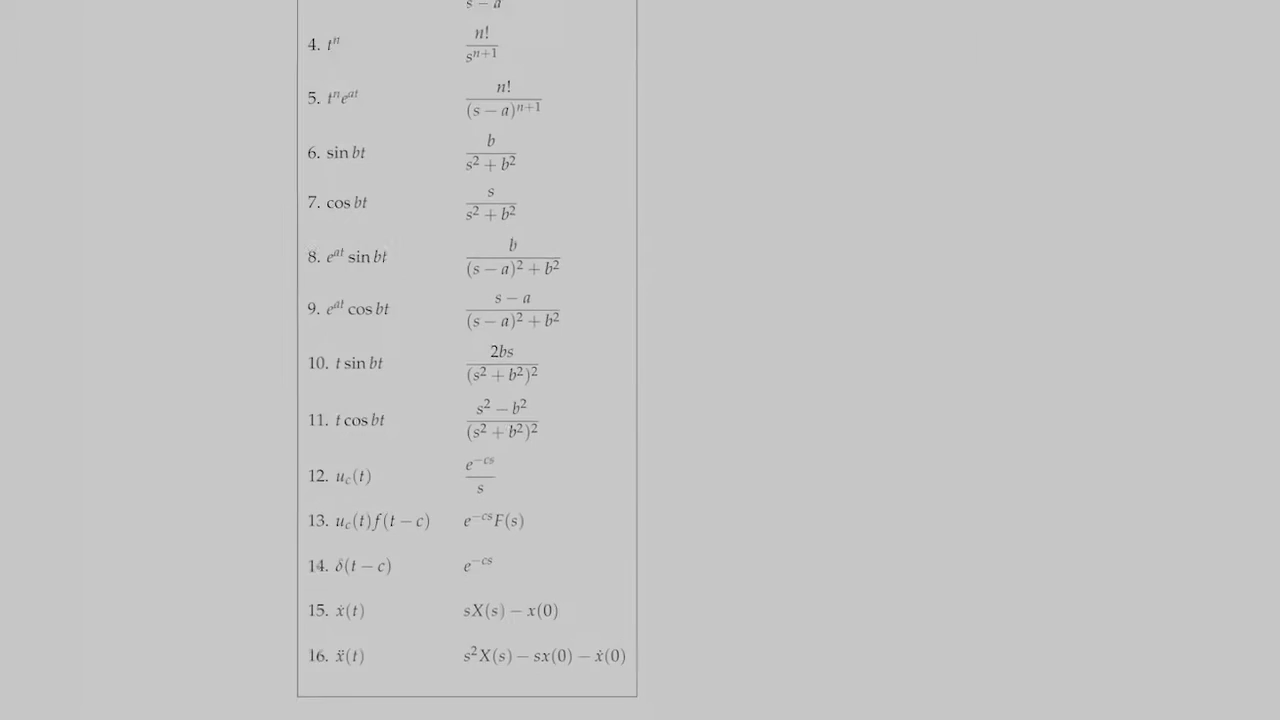 s − a
4. tⁿ n!/sⁿ⁺¹
5. tⁿeᵃᵗ n!/(s − a)ⁿ⁺¹
6. sin bt b/(s² + b²)
7. cos bt s/(s² + b²)
8. eᵃᵗ sin bt b/((s − a)² + b²)
9. eᵃᵗ cos bt (s − a)/((s − a)² + b²)
10. t sin bt 2bs/(s² + b²)²
11. t cos bt (s² − b²)/(s² + b²)²
12. u_c(t) e⁻ᶜˢ/s
13. u_c(t)f(t − c) e⁻ᶜˢF(s)
14. δ(t − c) e⁻ᶜˢ
15. ẋ(t) sX(s) − x(0)
16. ẍ(t) s²X(s) − sx(0) − ẋ(0)